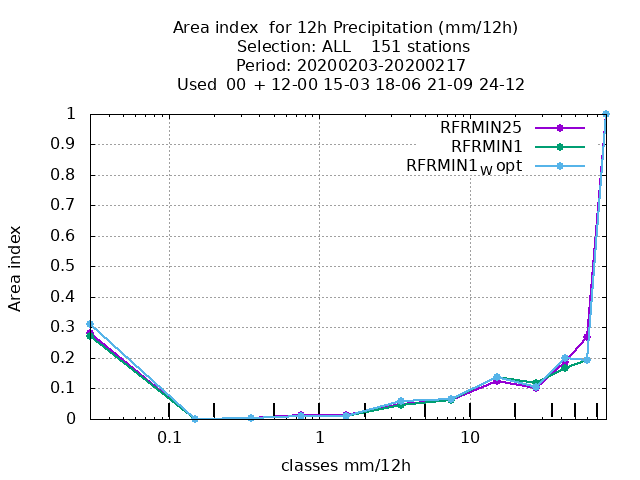 Area index  for 12h Precipitation (mm/12h)
Selection: ALL    151 stations
Period: 20200203-20200217
Used  00 + 12-00 15-03 18-06 21-09 24-12
RFRMIN25
RFRMIN1
RFRMIN1W opt
1
0.9
0.8
0.7
0.6
0.5
0.4
0.3
0.2
0.1
0
Area index
0.1
1
10
classes mm/12h